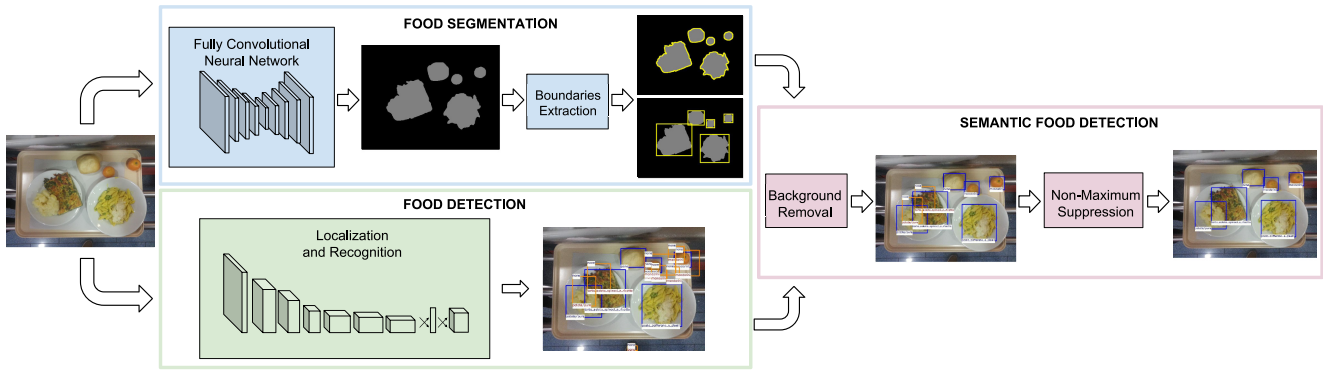 FOOD SEGMENTATION
Fully Convolutional
Neural Network
Boundaries
Extraction
FOOD DETECTION
Localization
and Recognition
SEMANTIC FOOD DETECTION
Background
Removal
Non-Maximum
Suppression